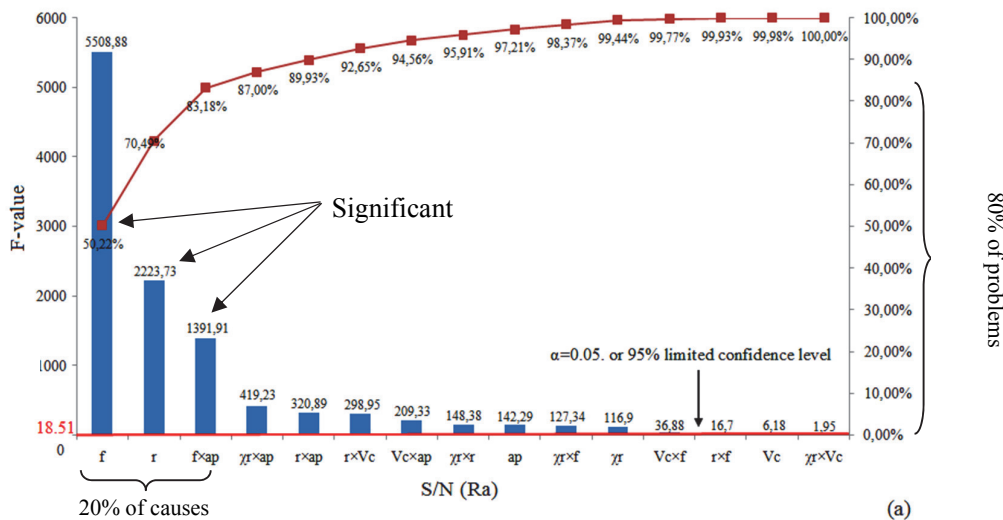 6000
5000
4000
3000
2000
1000
18.51
0
F-value
5508,88
2223,73
1391,91
419,23
320,89
298,95
209,33
148,38
142,29
127,34
116,9
36,88
16,7
6,18
1,95
50,22%
70,49%
83,18%
87,00%
89,93%
92,65%
94,56%
95,91%
97,21%
98,37%
99,44%
99,77%
99,93%
99,98%
100,00%
Significant
α=0.05. or 95% limited confidence level
100,00%
90,00%
80,00%
70,00%
60,00%
50,00%
40,00%
30,00%
20,00%
10,00%
0,00%
80% of problems
f
r
f×ap
χr×ap
r×ap
r×Vc
Vc×ap
χr×r
ap
χr×f
χr
Vc×f
r×f
Vc
χr×Vc
20% of causes
S/N (Ra)
(a)